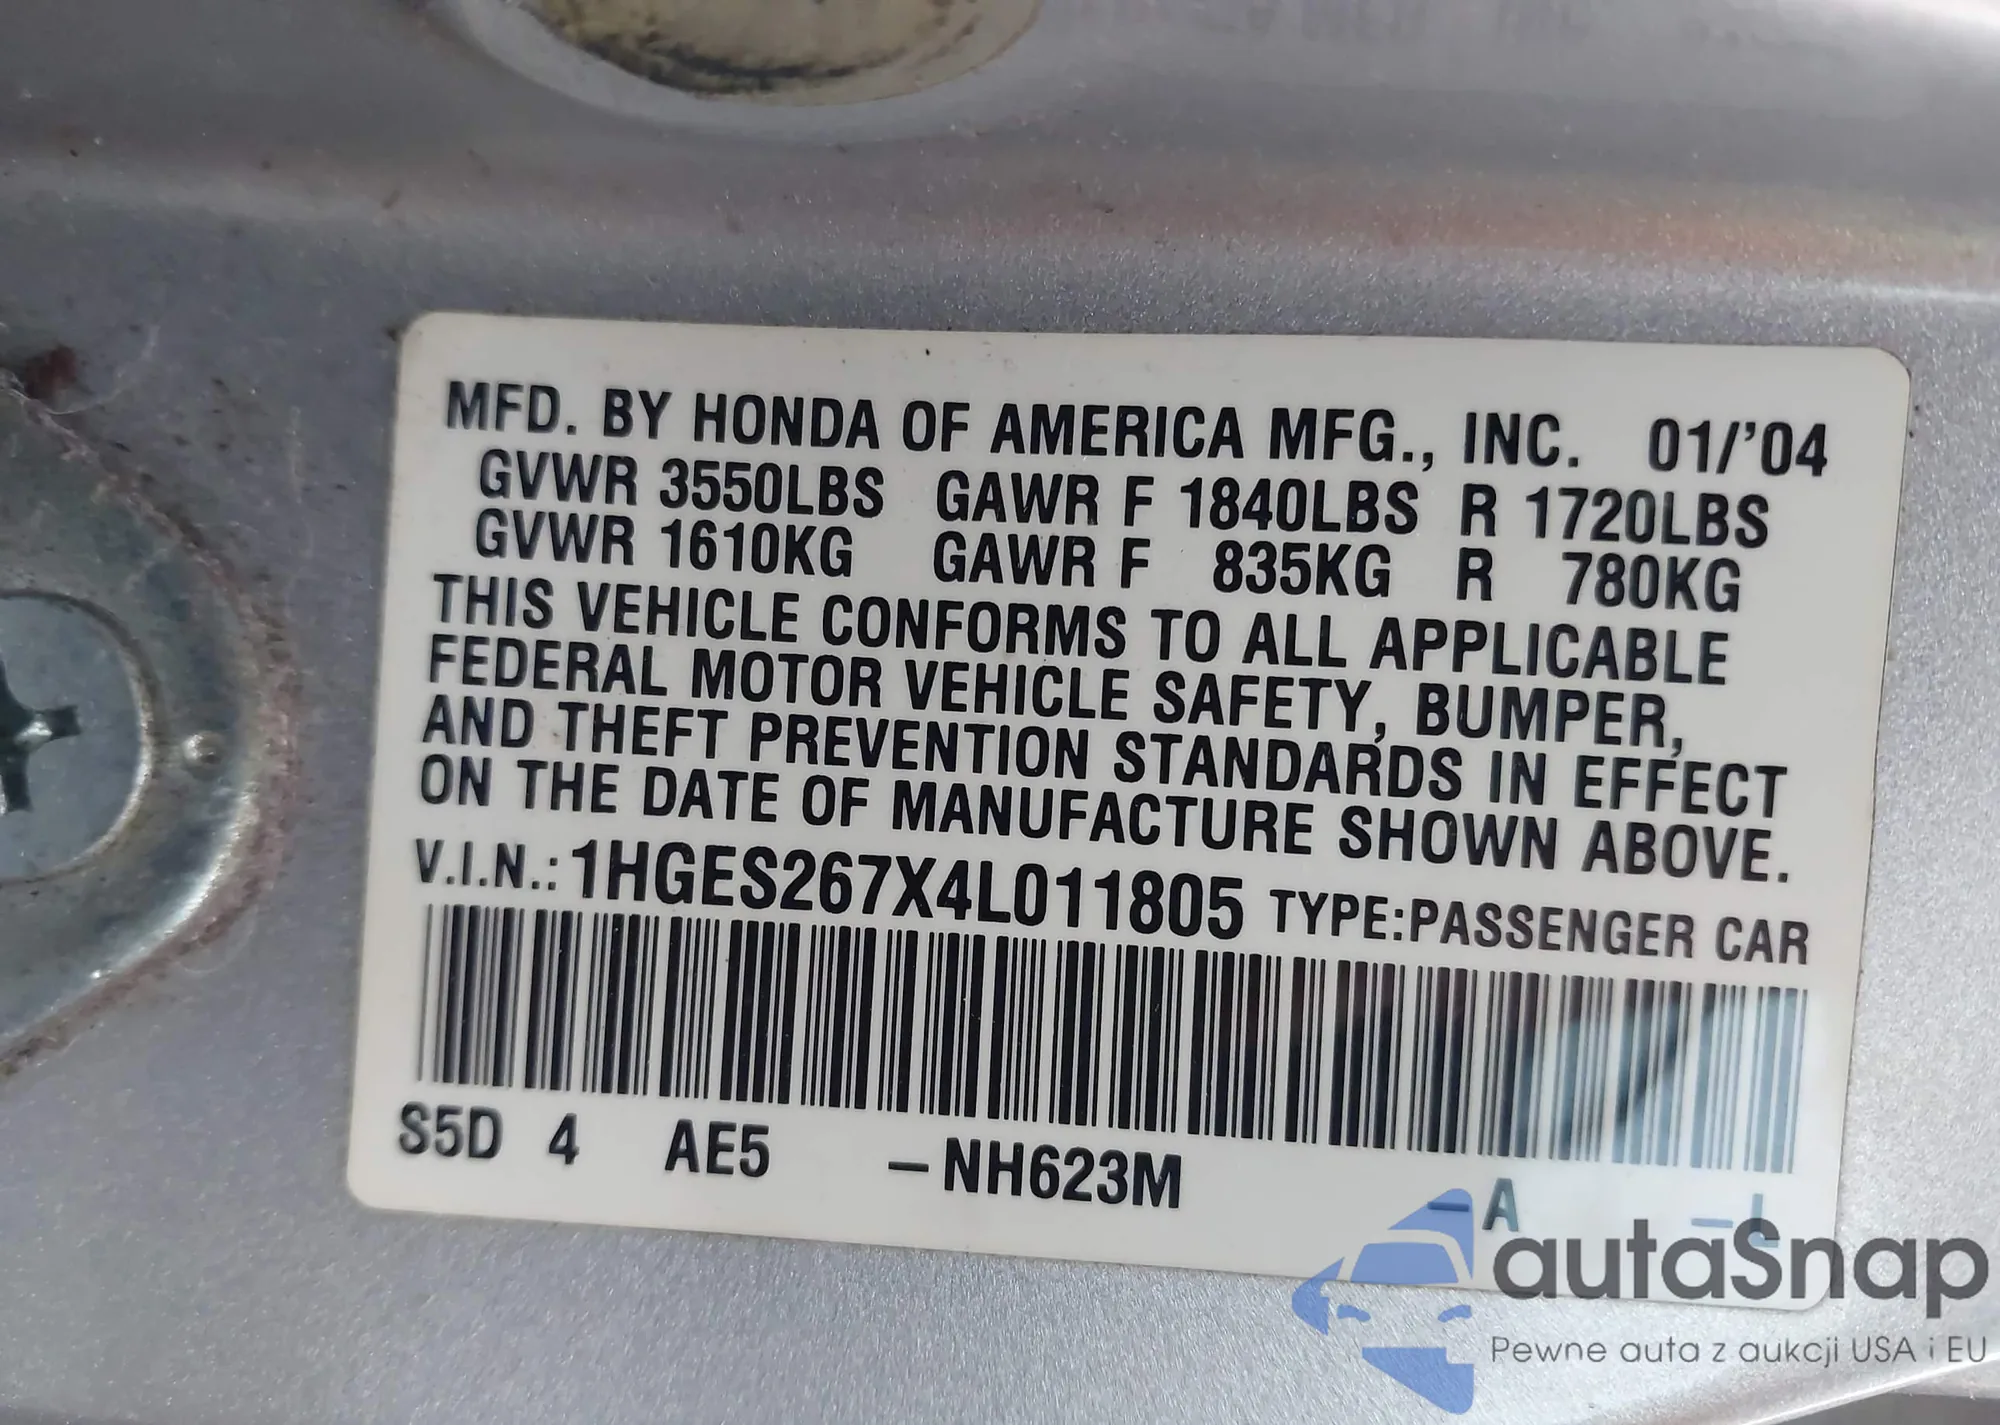 MFD. BY HONDA OF AMERICA MFG., INC. 01/'04
GVWR 3550LBS GAWR F 1840LBS R 1720LBS
GVWR 1610KG GAWR F 835KG R 780KG
THIS VEHICLE CONFORMS TO ALL APPLICABLE
FEDERAL MOTOR VEHICLE SAFETY, BUMPER,
AND THEFT PREVENTION STANDARDS IN EFFECT
ON THE DATE OF MANUFACTURE SHOWN ABOVE.
V.I.N.: 1HGES267X4L011805 TYPE:PASSENGER CAR
S5D 4 AE5 –NH623M –A –L
autaSnap
Pewne auta z aukcji USA i EU